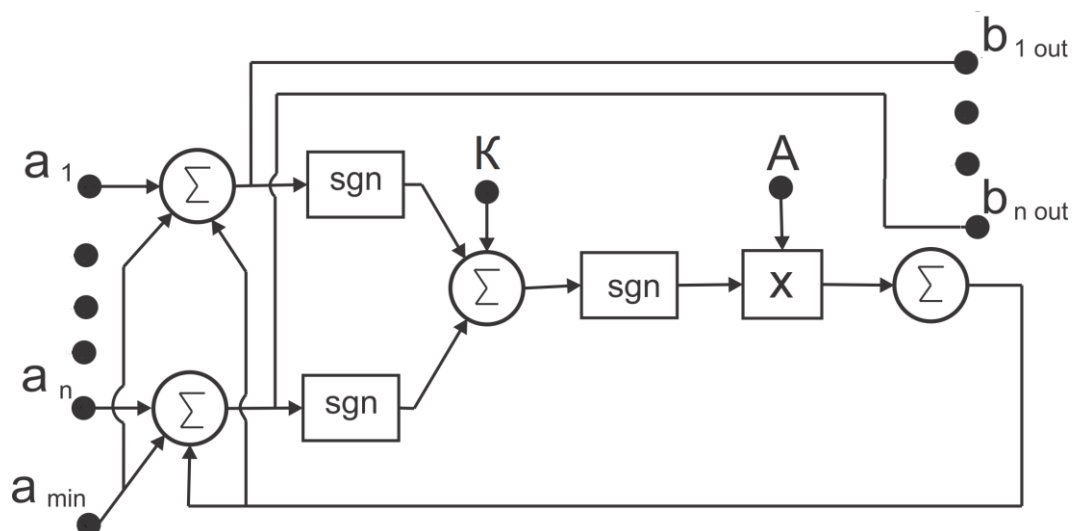 b 1 out
К
A
a 1
Σ
sgn
b n out
Σ
sgn
x
Σ
a n
Σ
sgn
a min